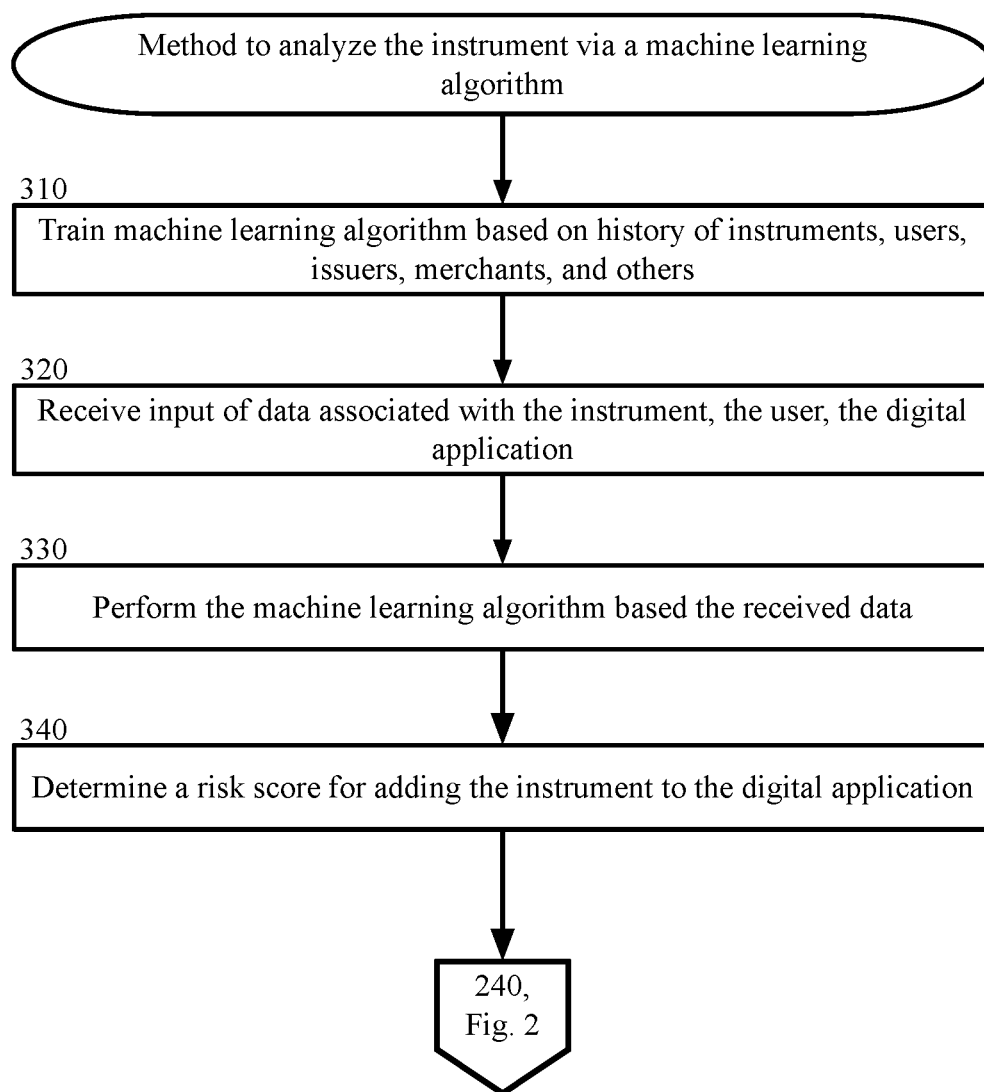 Method to analyze the instrument via a machine learning
algorithm
310
Train machine learning algorithm based on history of instruments, users,
issuers, merchants, and others
320
Receive input of data associated with the instrument, the user, the digital
application
330
Perform the machine learning algorithm based the received data
340
Determine a risk score for adding the instrument to the digital application
240,
Fig. 2